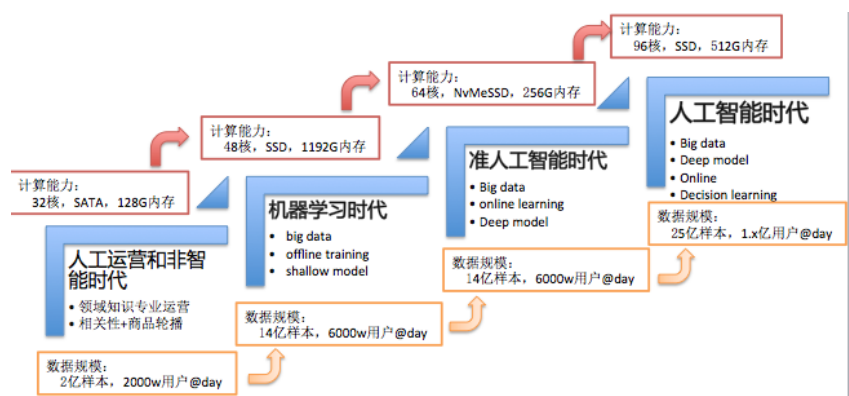 计算能力:
96核，SSD，512G内存
计算能力:
64核，NvMeSSD，256G内存
计算能力:
48核，SSD，1192G内存
计算能力:
32核，SATA，128G内存
人工运营和非智
能时代
• 领域知识专业运营
• 相关性+商品轮播
数据规模:
2亿样本，2000w用户@day
机器学习时代
• big data
• offline training
• shallow model
数据规模:
14亿样本，6000w用户@day
准人工智能时代
• Big data
• online learning
• Deep model
数据规模:
14亿样本，6000w用户@day
人工智能时代
• Big data
• Deep model
• Online
• Decision learning
数据规模:
25亿样本，1.x亿用户@day